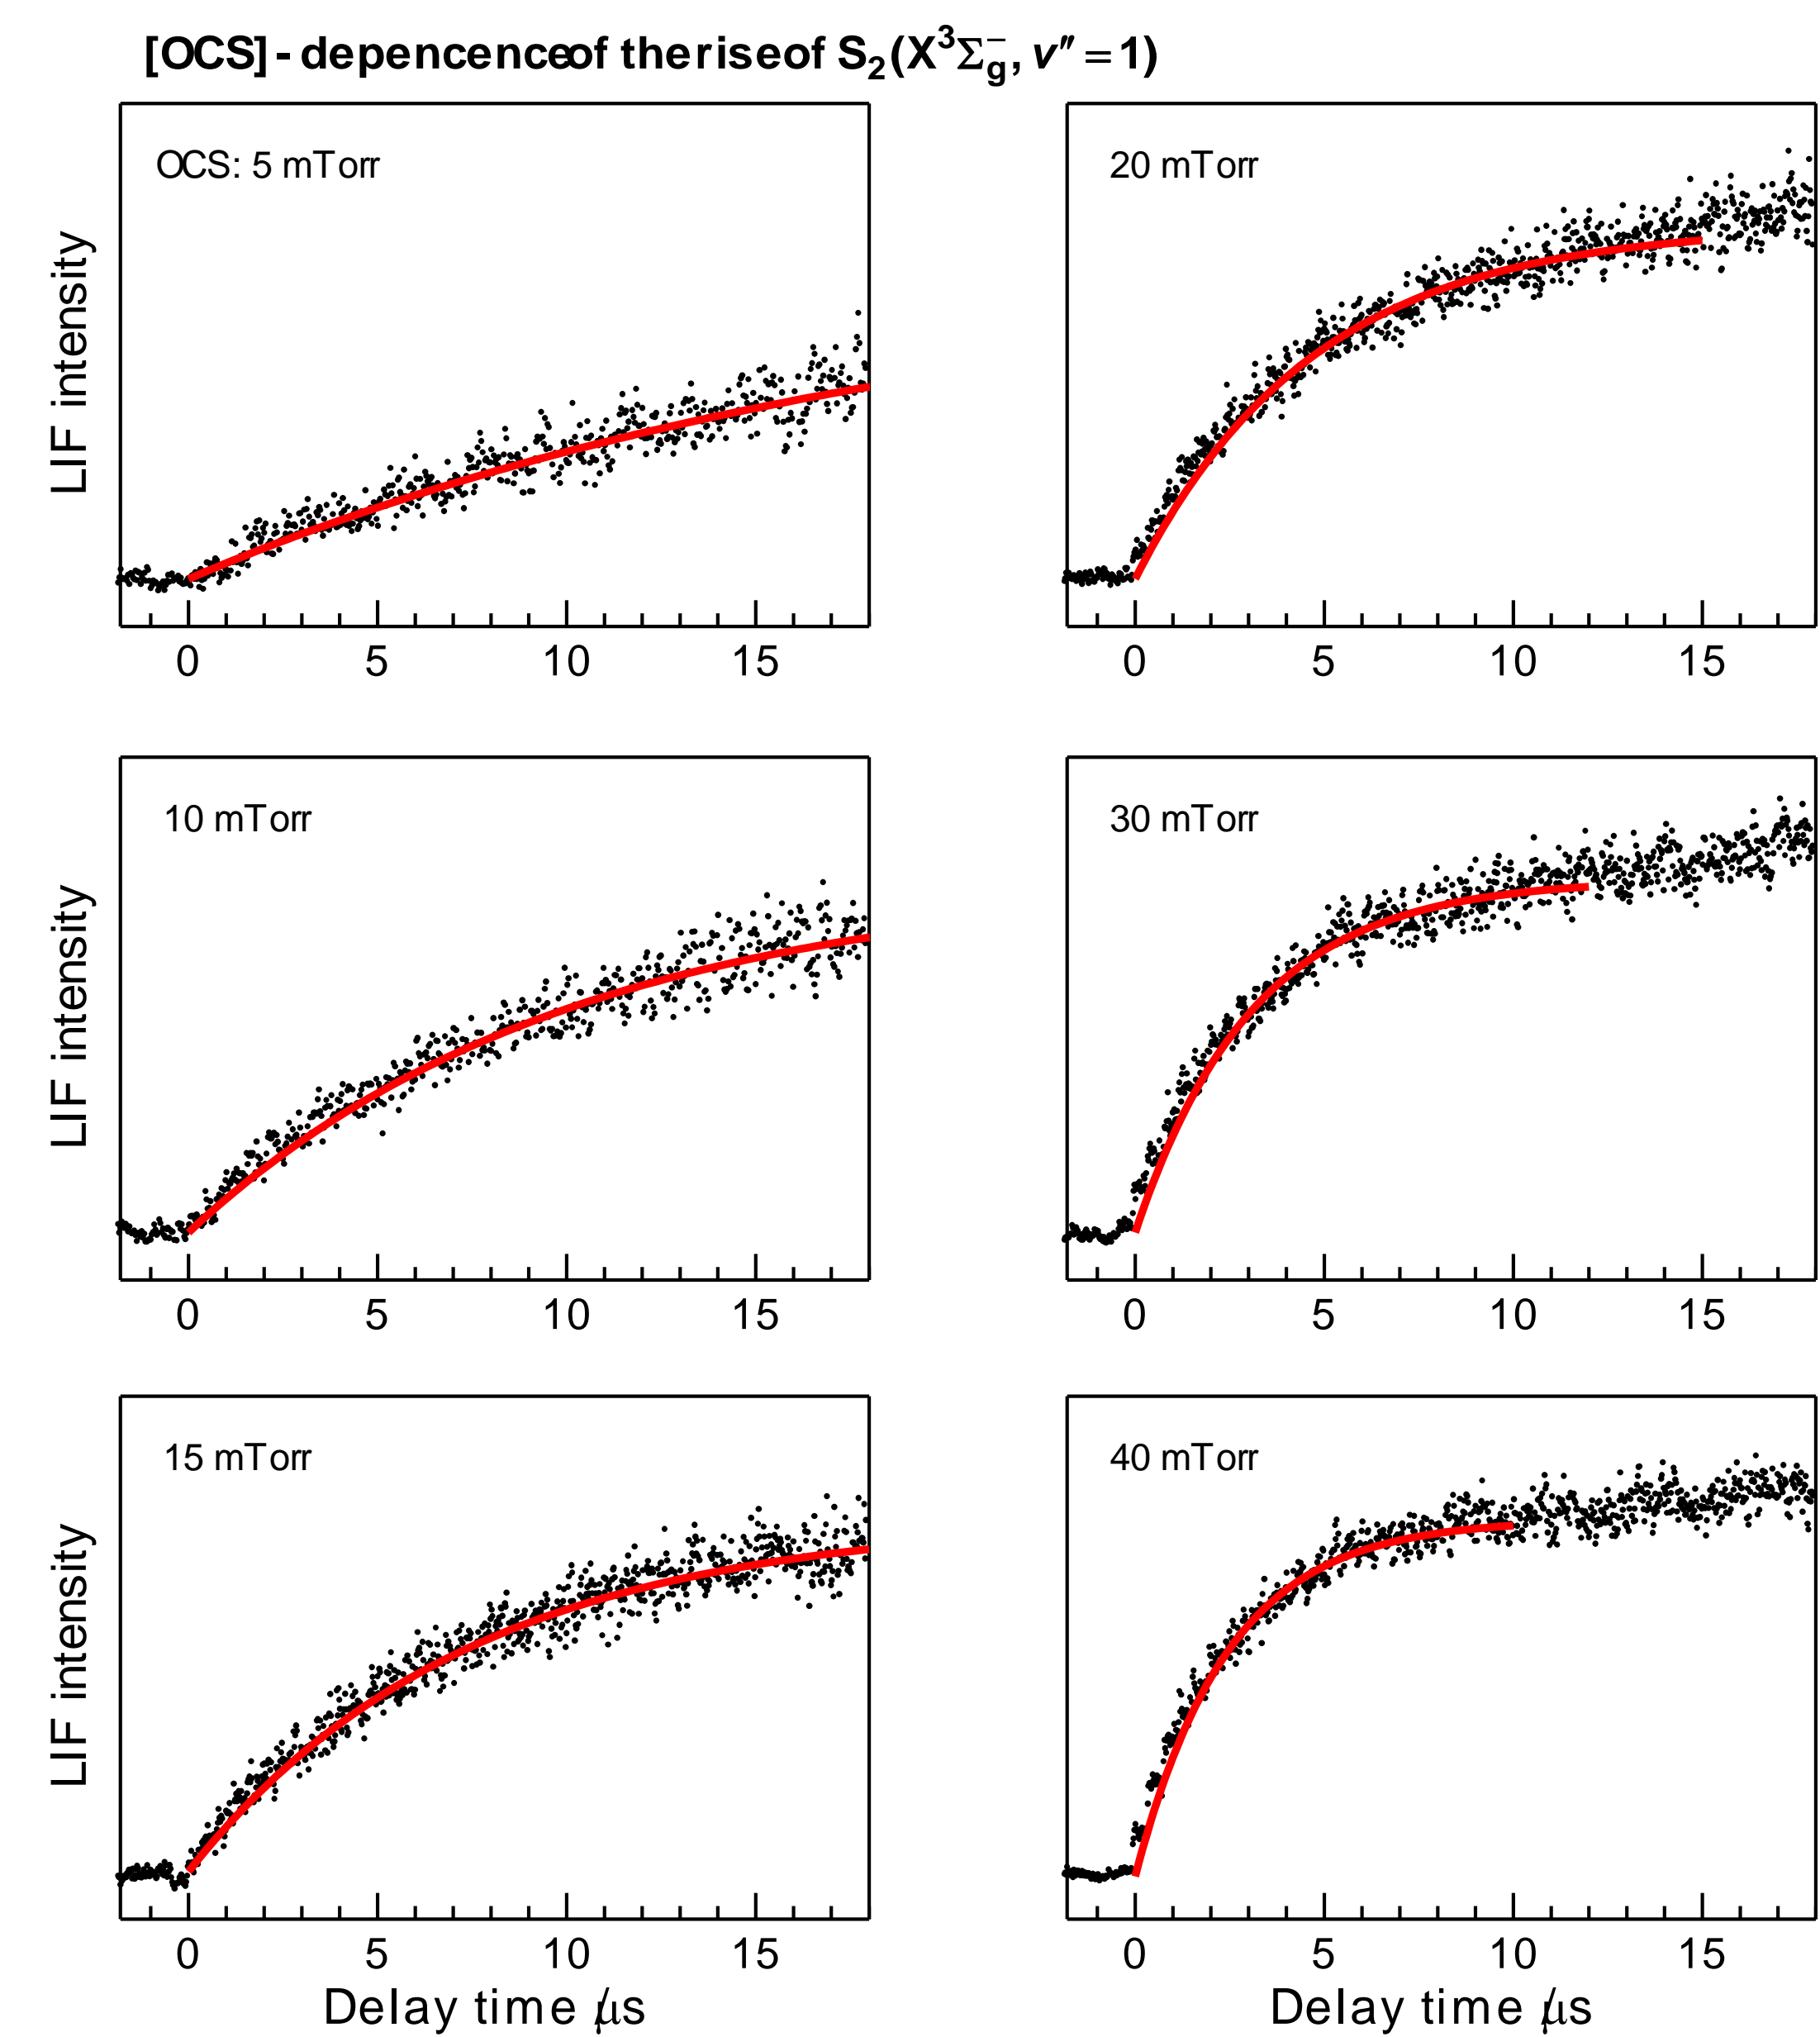 [OCS] - depencenceof theriseof S₂(X³Σ⁻g, v″ = 1)
OCS: 5 mTorr
LIF intensity
0 5 10 15
20 mTorr
0 5 10 15
10 mTorr
LIF intensity
0 5 10 15
30 mTorr
0 5 10 15
15 mTorr
LIF intensity
0 5 10 15
Delay time /μs
40 mTorr
0 5 10 15
Delay time /μs